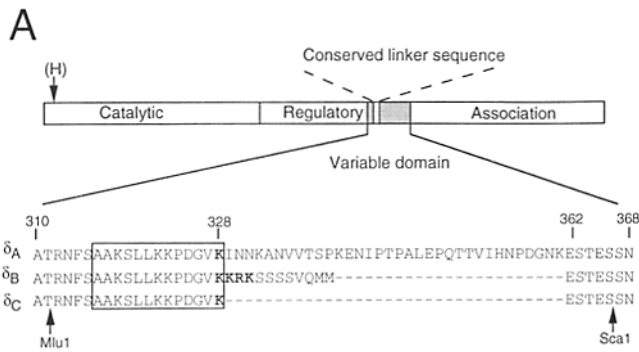 A
Conserved linker sequence
(H)
Catalytic Regulatory Association
Variable domain
310 328 362 368
δA ATRNFSAAKSLLKKPDGVKINNKANVVTSPKENIPTPALEPQTTVIHNPDGNKESTESSN
δB ATRNFSAAKSLLKKPDGVKKRKSSSSVQMM------------------------ESTESSN
δC ATRNFSAAKSLLKKPDGVK-----------------------------------ESTESSN
Mlu1 Sca1